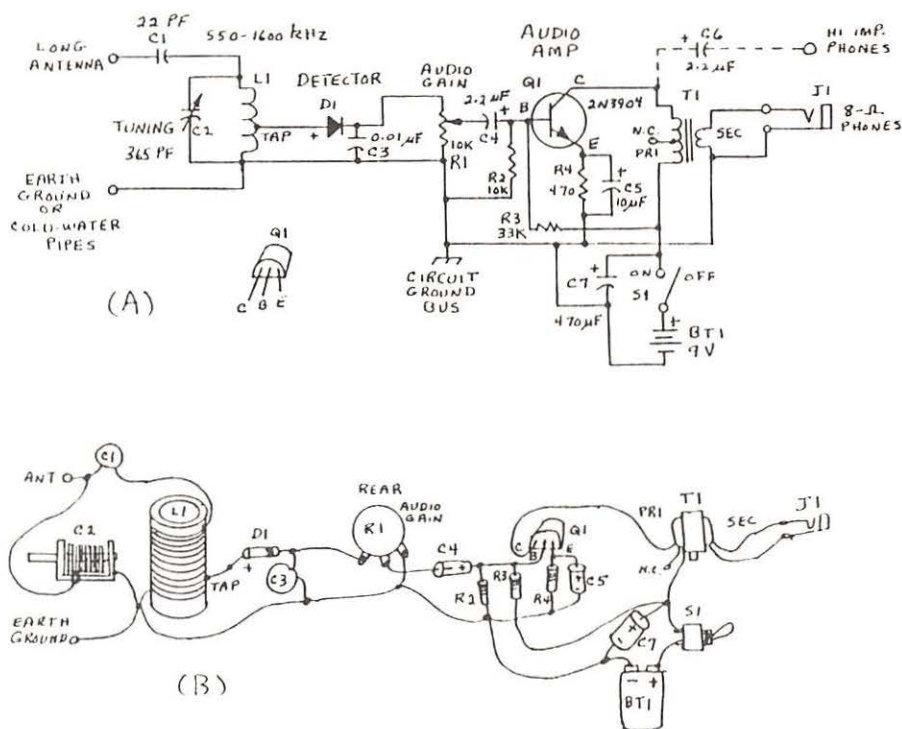 22 PF
C1
550-1600 kHz
LONG
ANTENNA
L1
DETECTOR
D1
TUNING
C2
365 PF
TAP
+
0.01 µF
C3
AUDIO
GAIN
10K
R1
2.2 µF
+
C4
AUDIO
AMP
Q1
C
B
E
2N3904
R2
10K
R4
470
+
C5
10µF
R3
33K
+
C6
2.2 µF
HI IMP.
PHONES
T1
N.C.
PRI
SEC
J1
8-Ω
PHONES
EARTH
GROUND
OR
COLD-WATER
PIPES
Q1
C B E
(A)
CIRCUIT
GROUND
BUS
+
C7
470µF
ON
OFF
S1
+
BT1
9V
ANT
C1
C2
L1
TAP
D1
C3
REAR
AUDIO
GAIN
R1
C4
- +
R2
R3
C
B
E
Q1
R4
+
-
C5
PRI
T1
SEC
J1
N.C.
S1
+
-
C7
- +
BT1
EARTH
GROUND
(B)